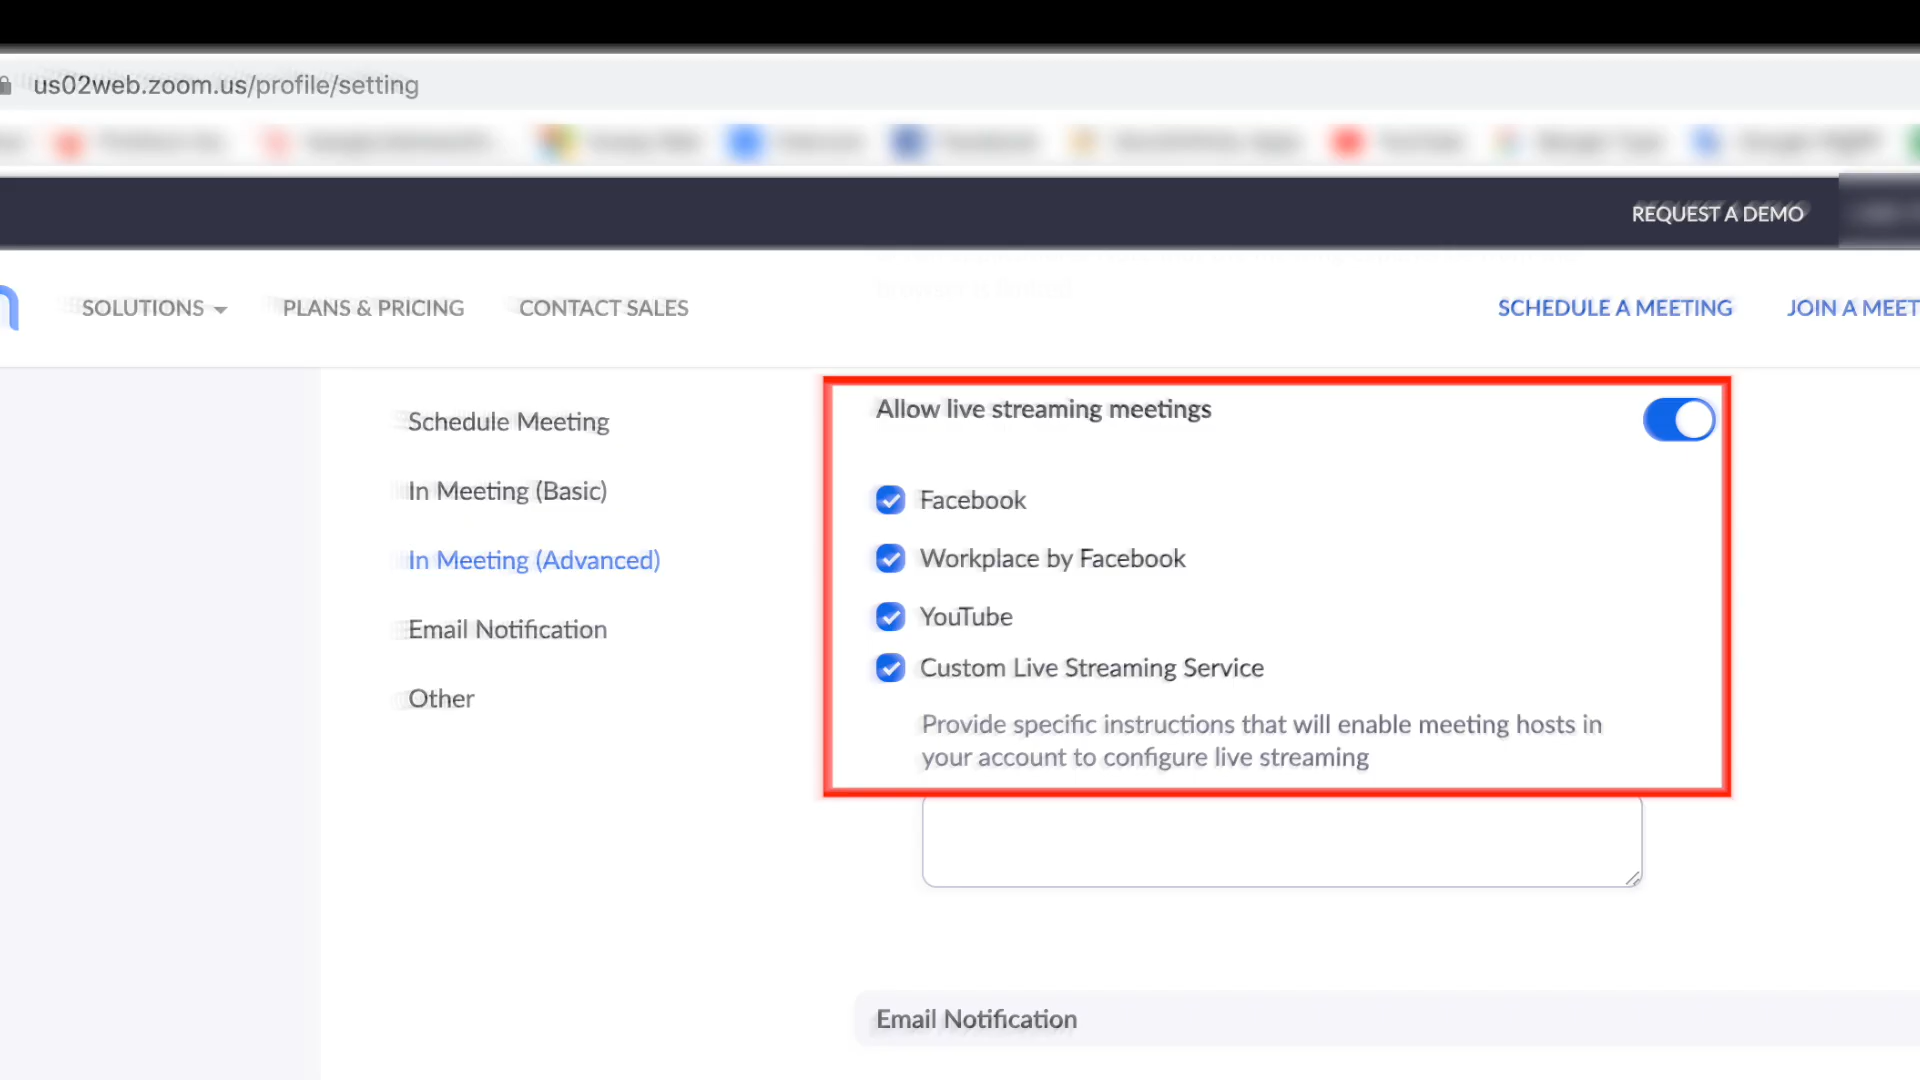 us02web.zoom.us/profile/setting
REQUEST A DEMO
SOLUTIONS
PLANS & PRICING
CONTACT SALES
SCHEDULE A MEETING
JOIN A MEET
Schedule Meeting
In Meeting (Basic)
In Meeting (Advanced)
Email Notification
Other
Allow live streaming meetings
Facebook
Workplace by Facebook
YouTube
Custom Live Streaming Service
Provide specific instructions that will enable meeting hosts in
your account to configure live streaming
Email Notification